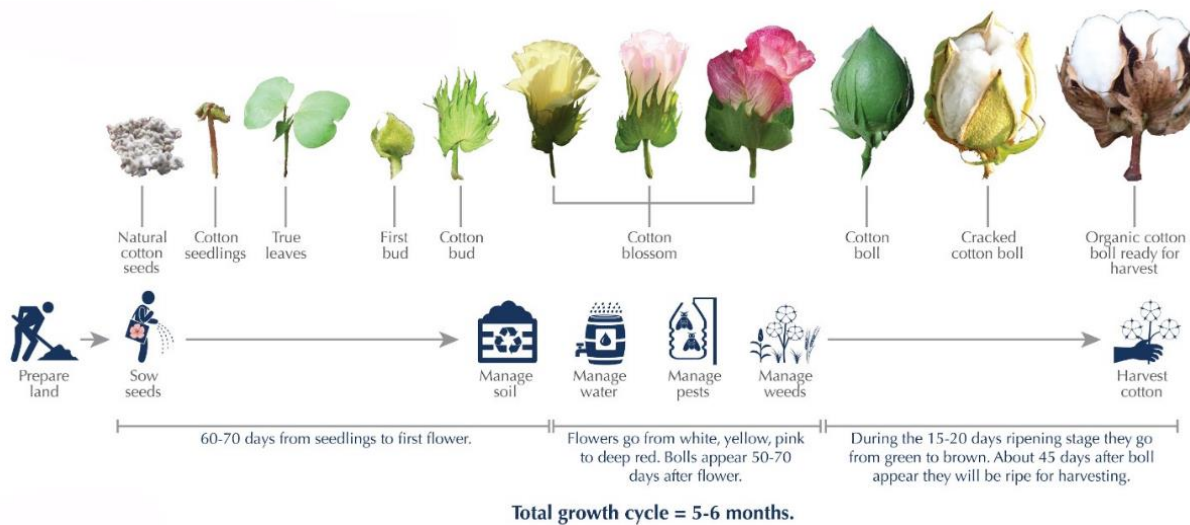 Natural
cotton
seeds
Cotton
seedlings
True
leaves
First
bud
Cotton
bud
Cotton
blossom
Cotton
boll
Cracked
cotton boll
Organic cotton
boll ready for
harvest
Prepare
land
Sow
seeds
Manage
soil
Manage
water
Manage
pests
Manage
weeds
Harvest
cotton
60-70 days from seedlings to first flower.
Flowers go from white, yellow, pink
to deep red. Bolls appear 50-70
days after flower.
During the 15-20 days ripening stage they go
from green to brown. About 45 days after boll
appear they will be ripe for harvesting.
Total growth cycle = 5-6 months.